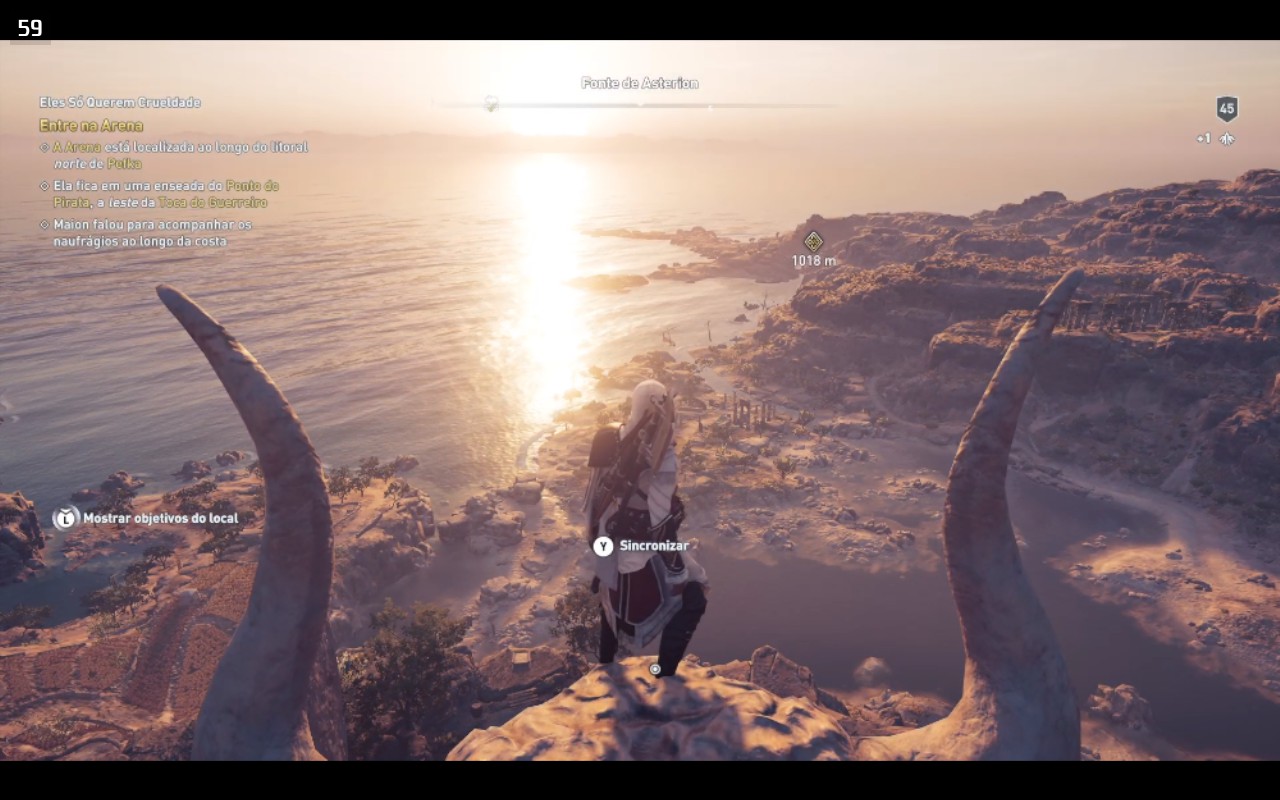 59
Fonte de Asterion
Eles Só Querem Crueldade
Entre na Arena
A Arena está localizada ao longo do litoral
norte de Pefka
Ela fica em uma enseada do Ponto do
Pirata, a leste da Toca do Guerreiro
Maion falou para acompanhar os
naufrágios ao longo da costa
45
+1
1018 m
L Mostrar objetivos do local
Y Sincronizar